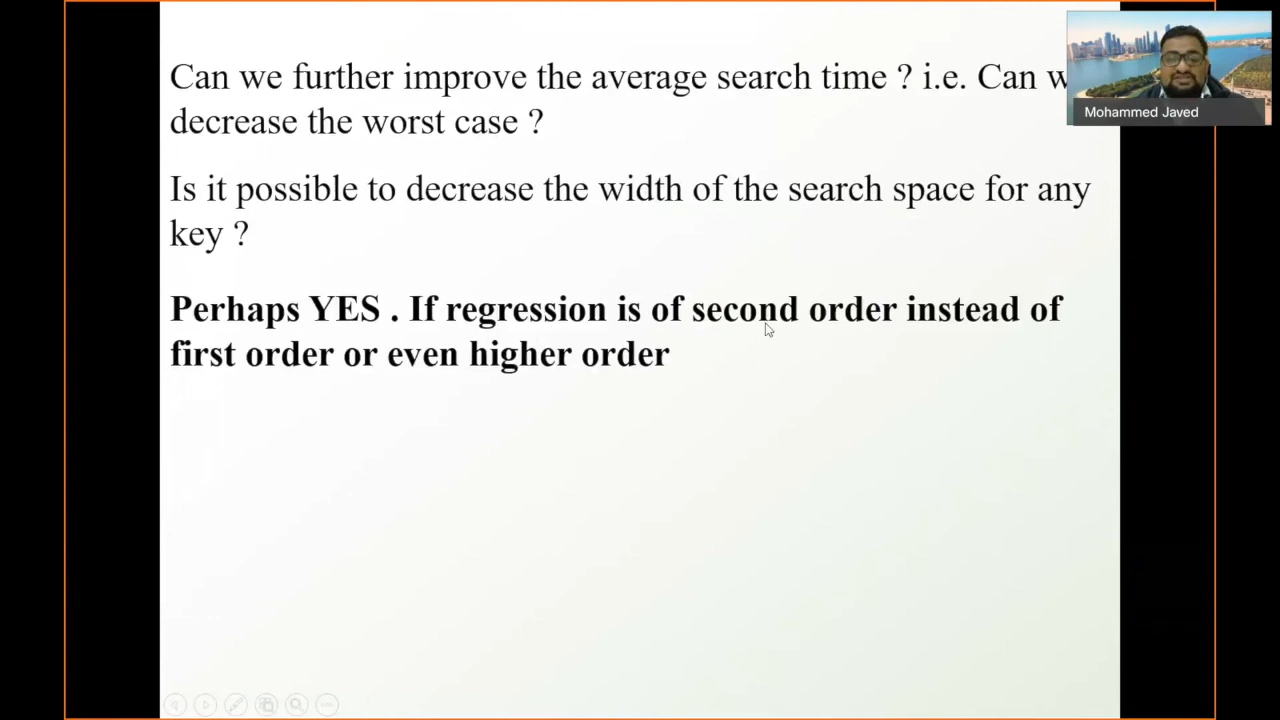 Can we further improve the average search time ? i.e. Can w
decrease the worst case ?
Is it possible to decrease the width of the search space for any
key ?
Perhaps YES . If regression is of second order instead of
first order or even higher order
Mohammed Javed